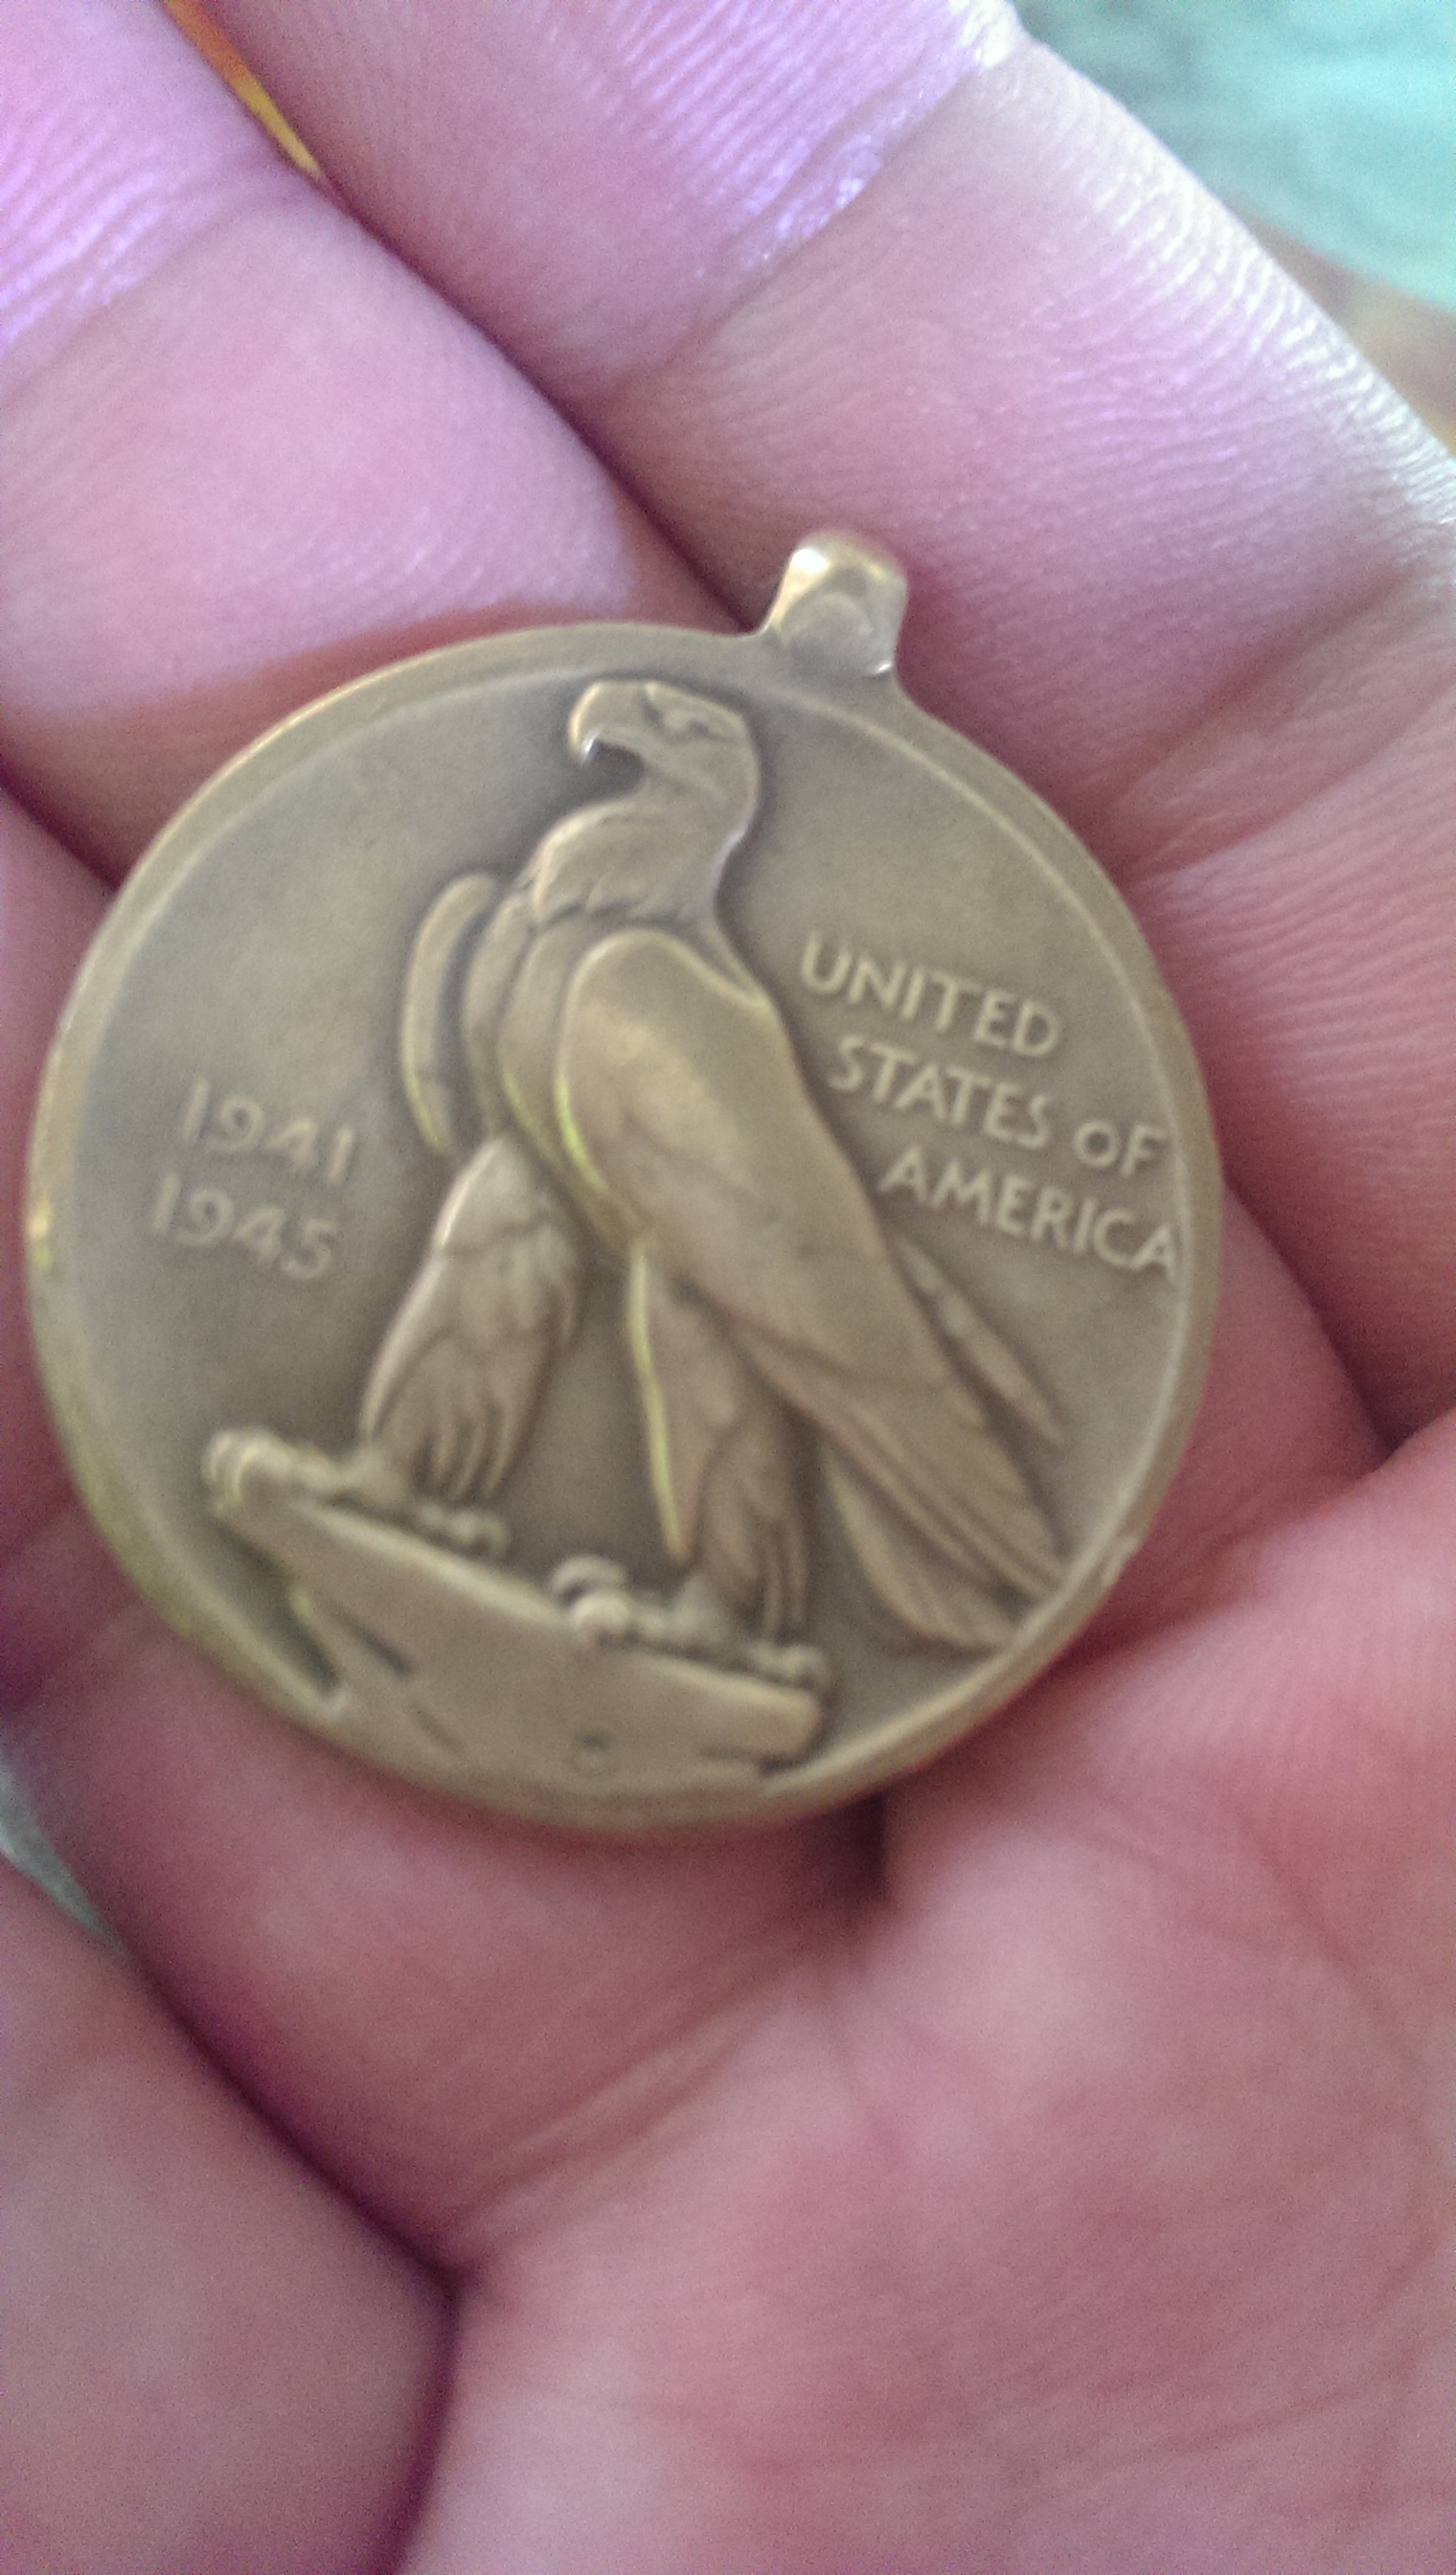 1941
1945
UNITED
STATES OF
AMERICA